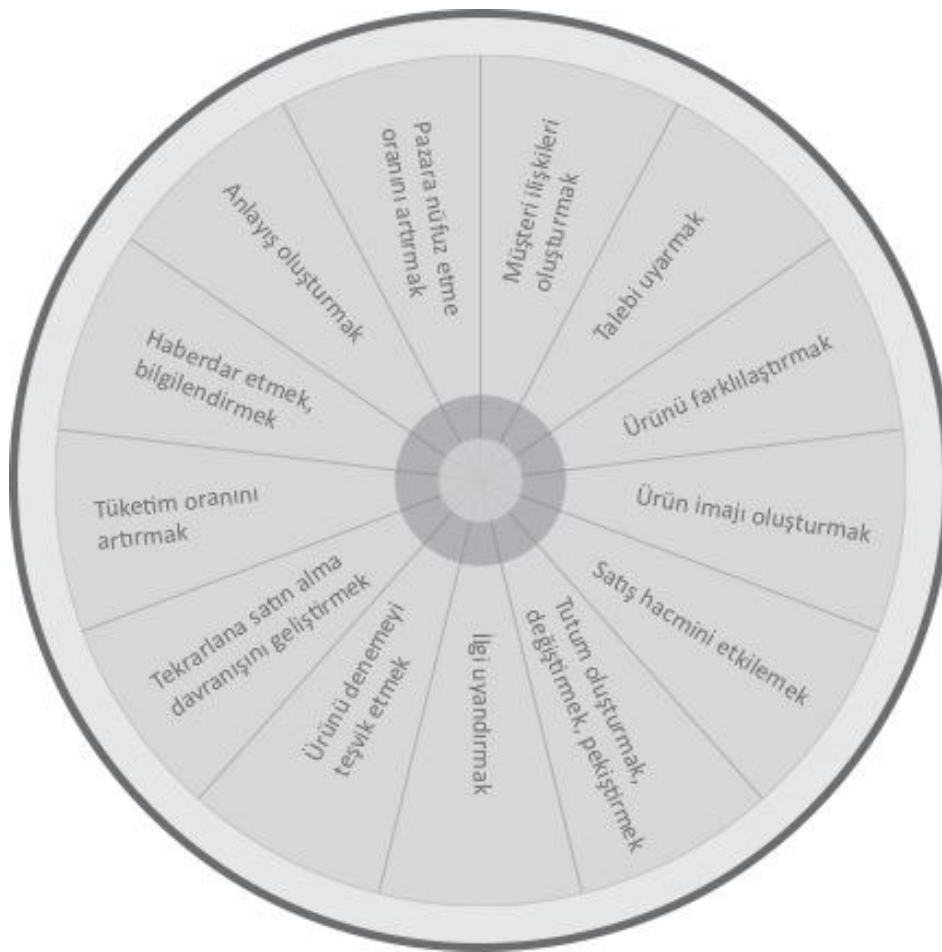 Müşteri ilişkileri
oluşturmak
Talebi uyarmak
Ürünü farklılaştırmak
Ürün imajı oluşturmak
Satış hacmini etkilemek
Tutum oluşturmak,
değiştirmek, pekiştirmek
İlgi uyandırmak
Ürünü denemeyi
teşvik etmek
Tekrarlana satın alma
davranışını geliştirmek
Tüketim oranını
artırmak
Haberdar etmek,
bilgilendirmek
Anlayış oluşturmak
Pazara nüfuz etme
oranını artırmak